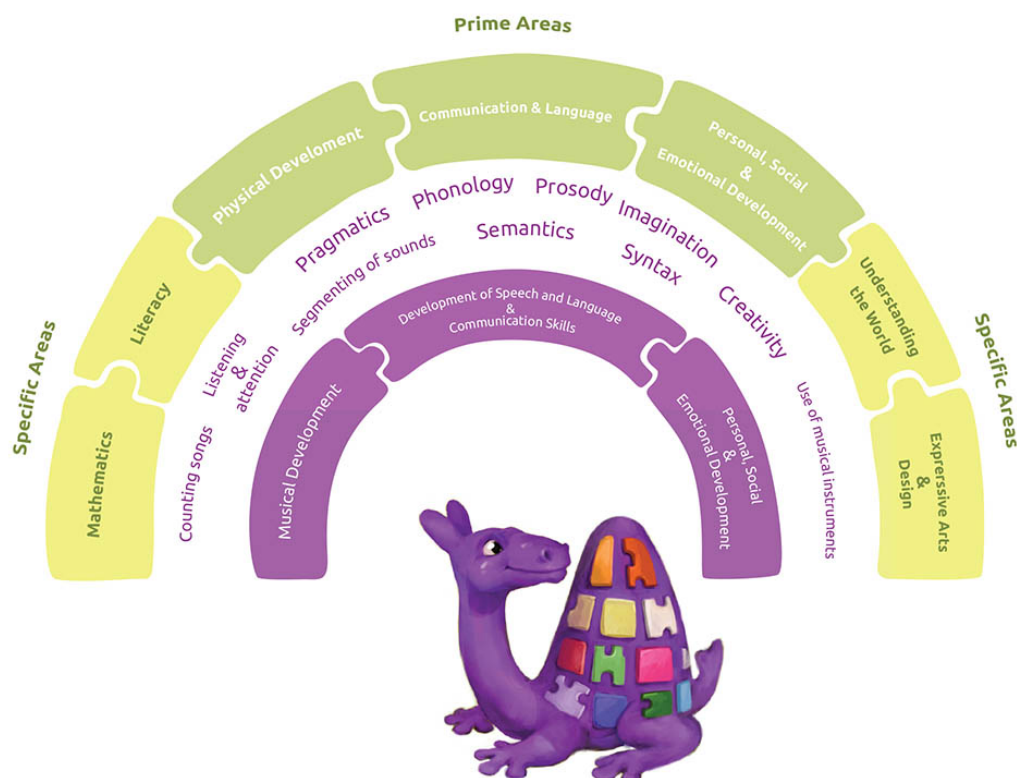 Prime Areas
Specific Areas
Specific Areas
Mathematics
Literacy
Physical Develoment
Communication & Language
Personal, Social
&
Emotional Development
Understanding
the World
Exprerssive Arts
&
Design
Counting songs
Listening
&
attention
Segmenting of sounds
Pragmatics
Phonology
Prosody
Imagination
Semantics
Syntax
Creativity
Use of musical instruments
Musical Development
Development of Speech and Language
&
Communication Skills
Personal, Social
&
Emotional Development